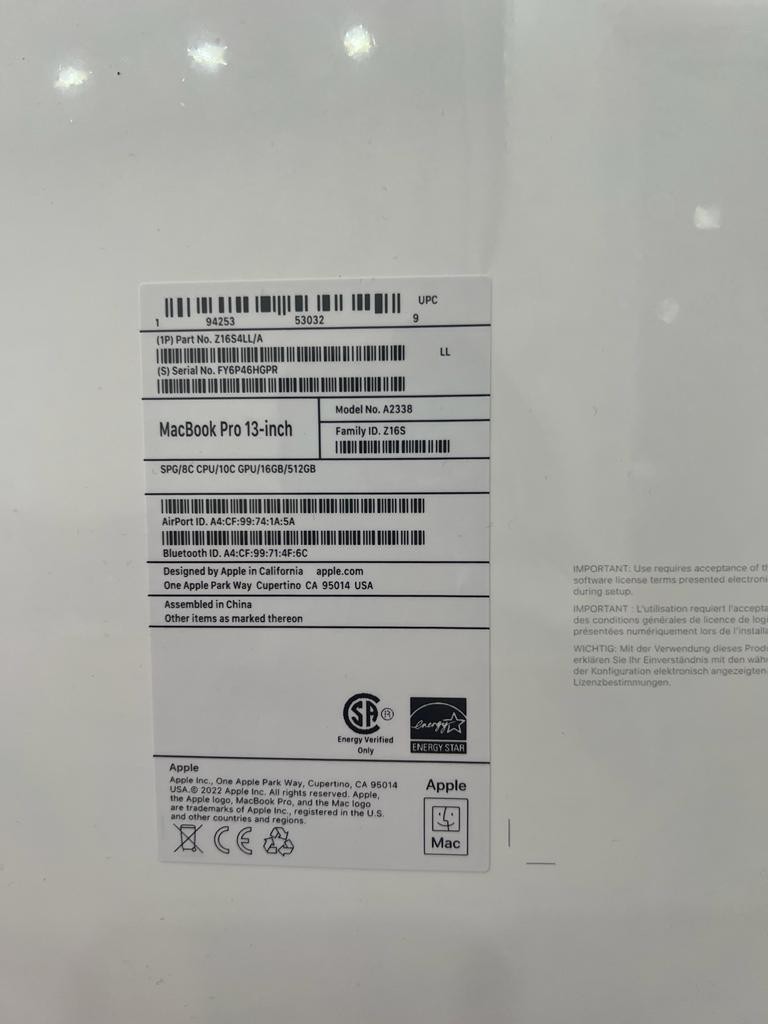 UPC
1 94253 53032 9
(1P) Part No. Z16S4LL/A
LL
(S) Serial No. FY6P46HGPR
MacBook Pro 13-inch
Model No. A2338
Family ID. Z16S
SPG/8C CPU/10C GPU/16GB/512GB
AirPort ID. A4:CF:99:74:1A:5A
Bluetooth ID. A4:CF:99:71:4F:6C
Designed by Apple in California apple.com
One Apple Park Way Cupertino CA 95014 USA
Assembled in China
Other items as marked thereon
SA ®
Energy Verified
Only
energy
ENERGY STAR
Apple
Apple Inc., One Apple Park Way, Cupertino, CA 95014
USA.© 2022 Apple Inc. All rights reserved. Apple,
the Apple logo, MacBook Pro, and the Mac logo
are trademarks of Apple Inc., registered in the U.S.
and other countries and regions.
CE
Apple
Mac
IMPORTANT: Use requires acceptance of
software license terms presented
during setup.
IMPORTANT : L'utilisation requiert
des conditions générales de licence de
présentées numériquement lors de
WICHTIG: Mit der Verwendung dieses
erklären Sie Ihr Einverständnis mit den
der Konfiguration elektronisch angezeigten
Lizenzbestimmungen.